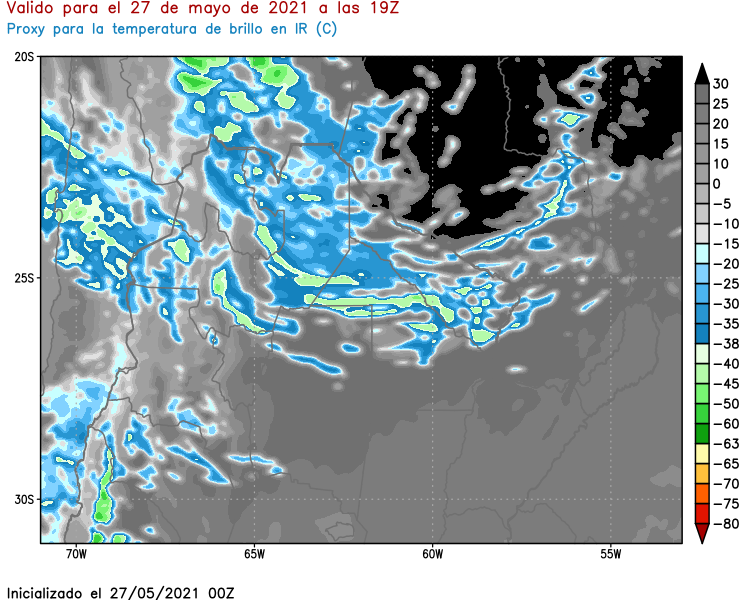 Valido para el 27 de mayo de 2021 a las 19Z
Proxy para la temperatura de brillo en IR (C)
20S
25S
30S
70W
65W
60W
55W
30
25
20
15
10
0
−5
−10
−15
−20
−25
−30
−35
−38
−40
−45
−50
−60
−63
−65
−70
−75
−80
Inicializado el 27/05/2021 00Z